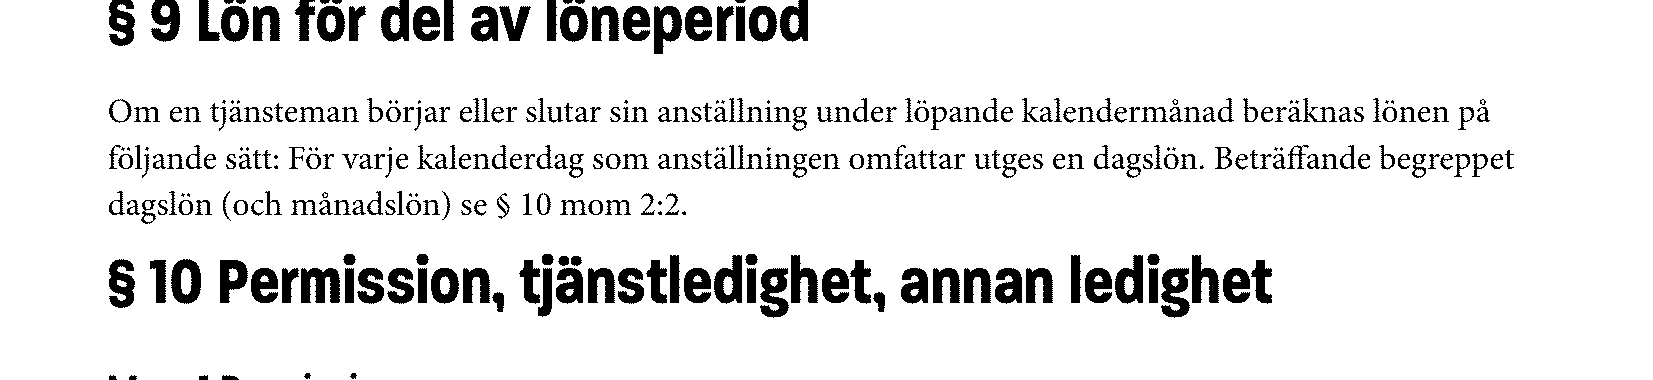 § 9 Lön för del av löneperiod
Om en tjänsteman börjar eller slutar sin anställning under löpande kalendermånad beräknas lönen på
följande sätt: För varje kalenderdag som anställningen omfattar utges en dagslön. Beträffande begreppet
dagslön (och månadslön) se § 10 mom 2:2.
§ 10 Permission, tjänstledighet, annan ledighet